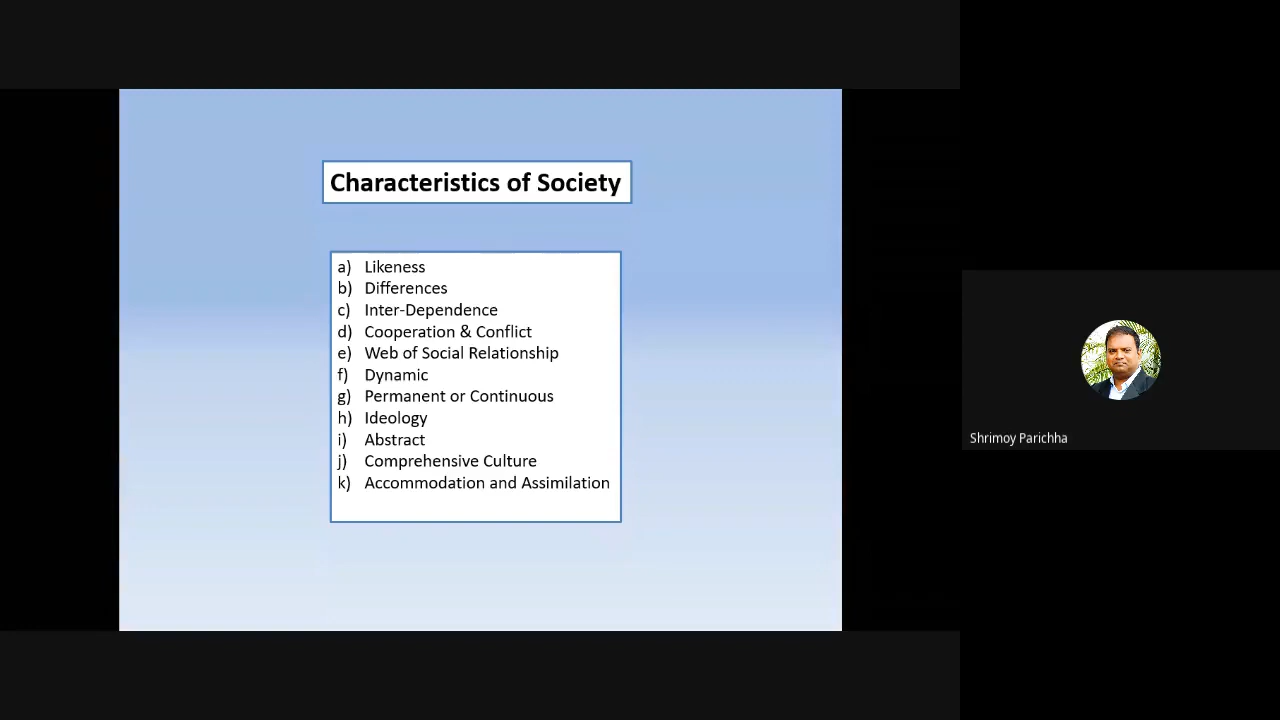 Characteristics of Society
a) Likeness
b) Differences
c) Inter-Dependence
d) Cooperation & Conflict
e) Web of Social Relationship
f) Dynamic
g) Permanent or Continuous
h) Ideology
i) Abstract
j) Comprehensive Culture
k) Accommodation and Assimilation
Shrimoy Parichha